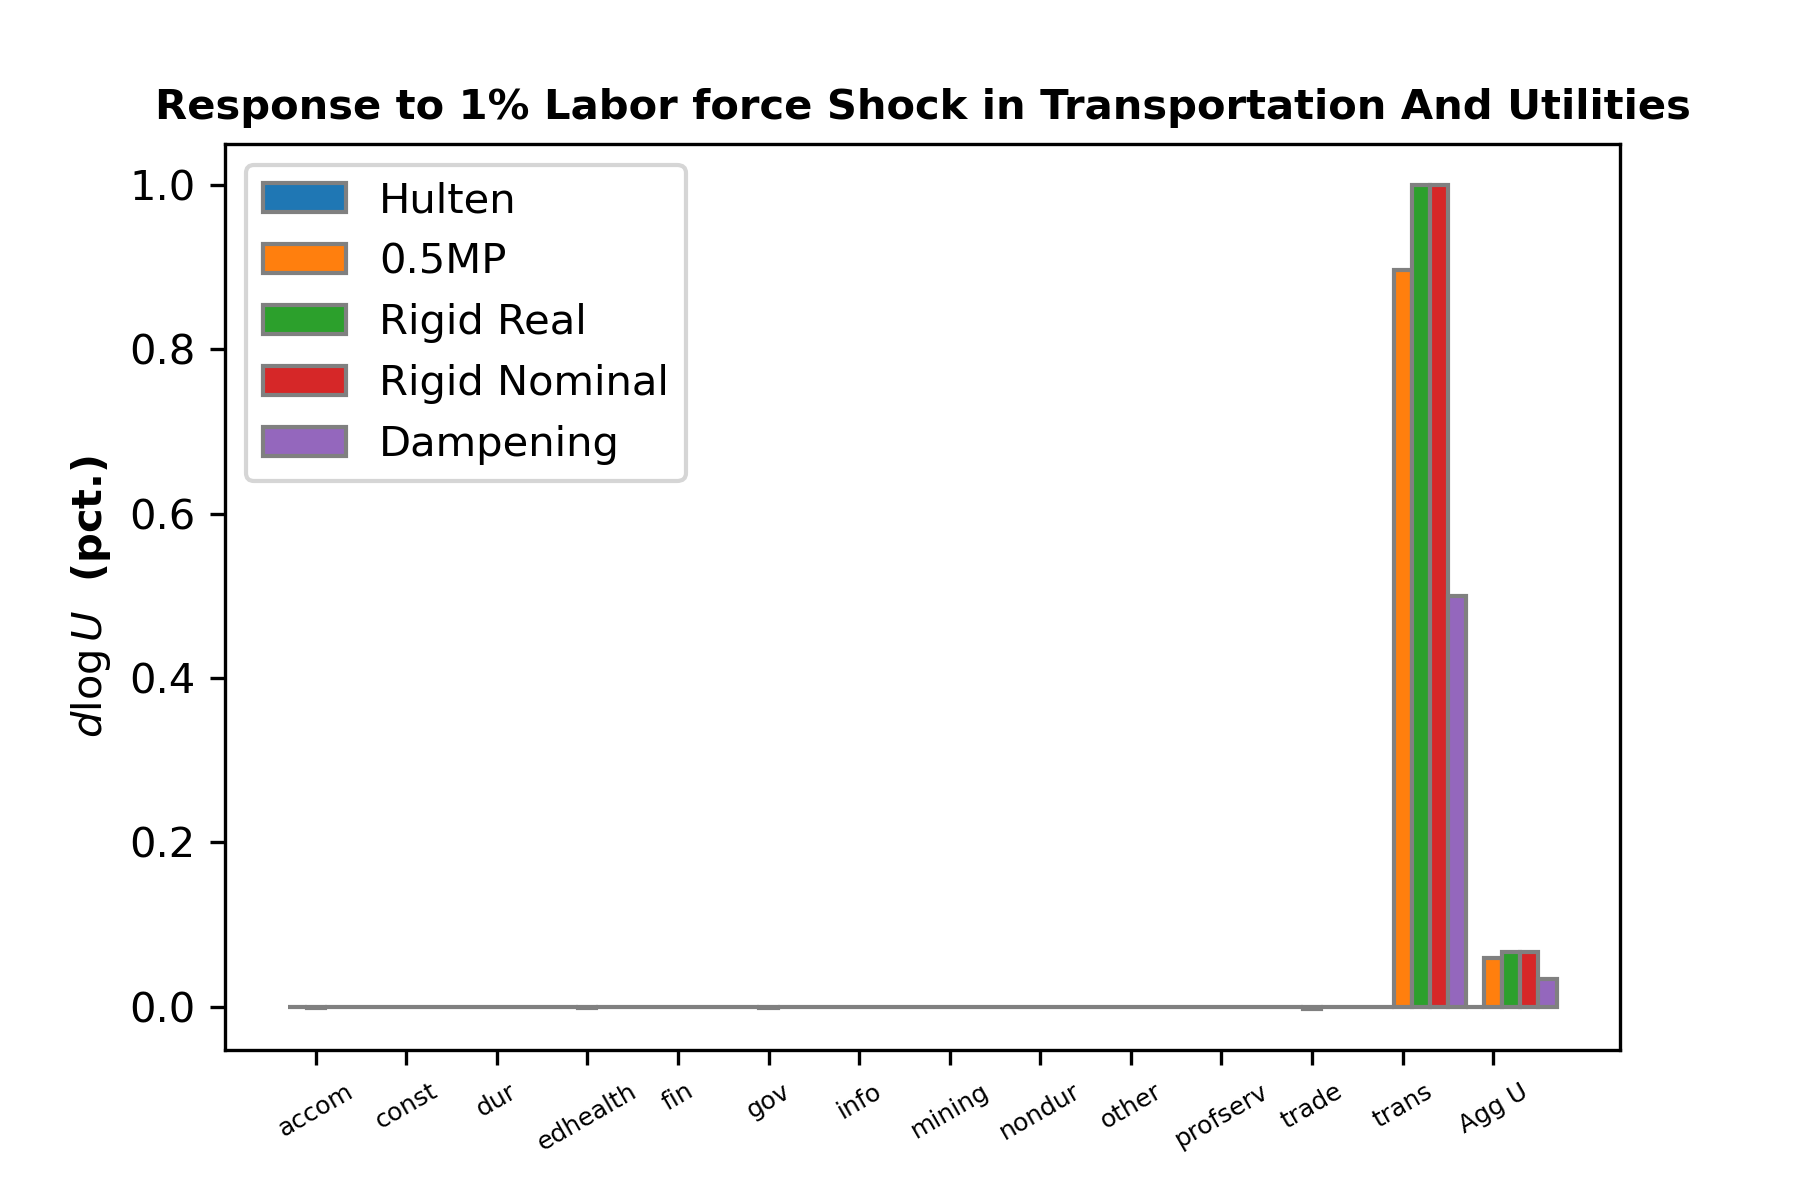 Response to 1% Labor force Shock in Transportation And Utilities
Hulten
0.5MP
Rigid Real
Rigid Nominal
Dampening
dlog U (pct.)
1.0
0.8
0.6
0.4
0.2
0.0
accom
const
dur
edhealth
fin
gov
info
mining
nondur
other
profserv
trade
trans
Agg U